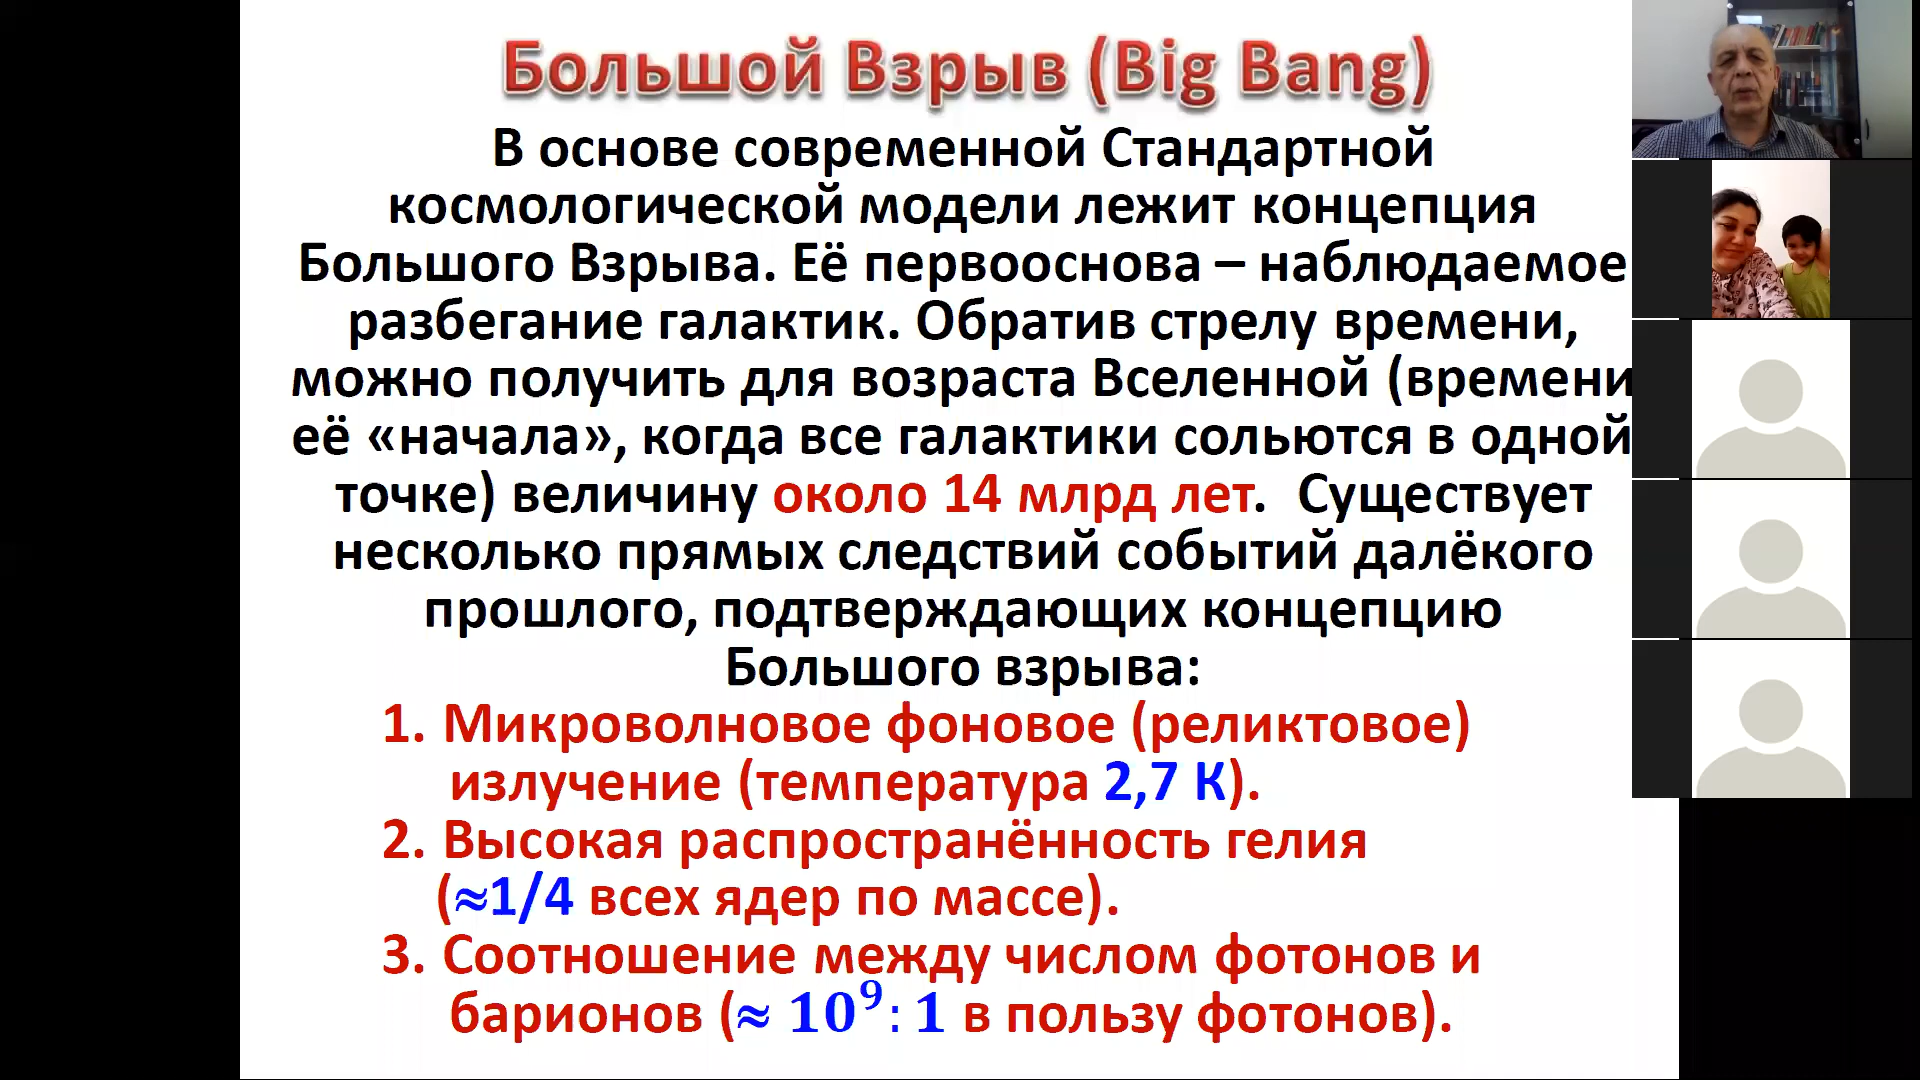 Большой Взрыв (Big Bang)
В основе современной Стандартной
космологической модели лежит концепция
Большого Взрыва. Её первооснова – наблюдаемое
разбегание галактик. Обратив стрелу времени,
можно получить для возраста Вселенной (времени
её «начала», когда все галактики сольются в одной
точке) величину около 14 млрд лет. Существует
несколько прямых следствий событий далёкого
прошлого, подтверждающих концепцию
Большого взрыва:
1. Микроволновое фоновое (реликтовое)
излучение (температура 2,7 К).
2. Высокая распространённость гелия
(≈1/4 всех ядер по массе).
3. Соотношение между числом фотонов и
барионов (≈ 10⁹: 1 в пользу фотонов).